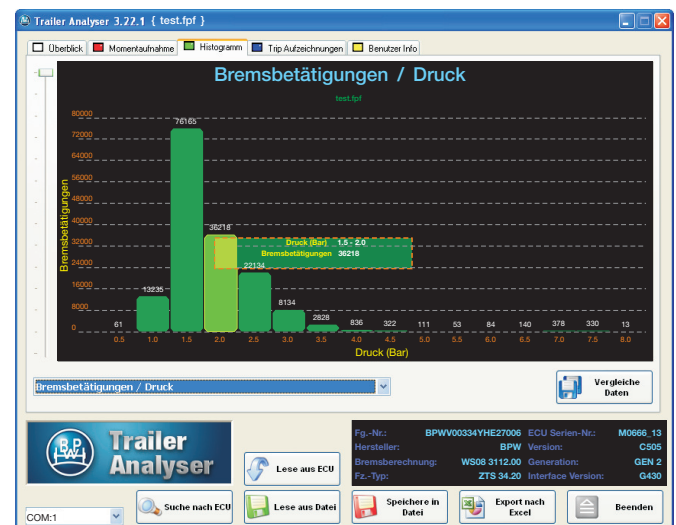 Trailer Analyser 3.22.1 { test.fpf }
Überblick Momentaufnahme Histogramm Trip Aufzeichnungen Benutzer Info
Bremsbetätigungen / Druck
test.fpf
Bremsbetätigungen
80000
72000
64000
56000
48000
40000
32000
24000
16000
8000
0
61 13235 76165 36218 22134 8134 2828 836 322 111 53 84 140 378 330 13
Druck (Bar) 1.5 - 2.0
Bremsbetätigungen 36218
0.5 1.0 1.5 2.0 2.5 3.0 3.5 4.0 4.5 5.0 5.5 6.0 6.5 7.0 7.5 8.0
Druck (Bar)
Bremsbetätigungen / Druck
Vergleiche Daten
BPW
Trailer
Analyser
Fg.-Nr.: BPWV00334YHE27006 ECU Serien-Nr.: M0666_13
Hersteller: BPW Version: C505
Bremsberechnung: WS08 3112.00 Generation: GEN 2
Fz.-Typ: ZTS 34.20 Interface Version: G430
Lese aus ECU
COM:1
Suche nach ECU
Lese aus Datei
Speichere in Datei
Export nach Excel
Beenden